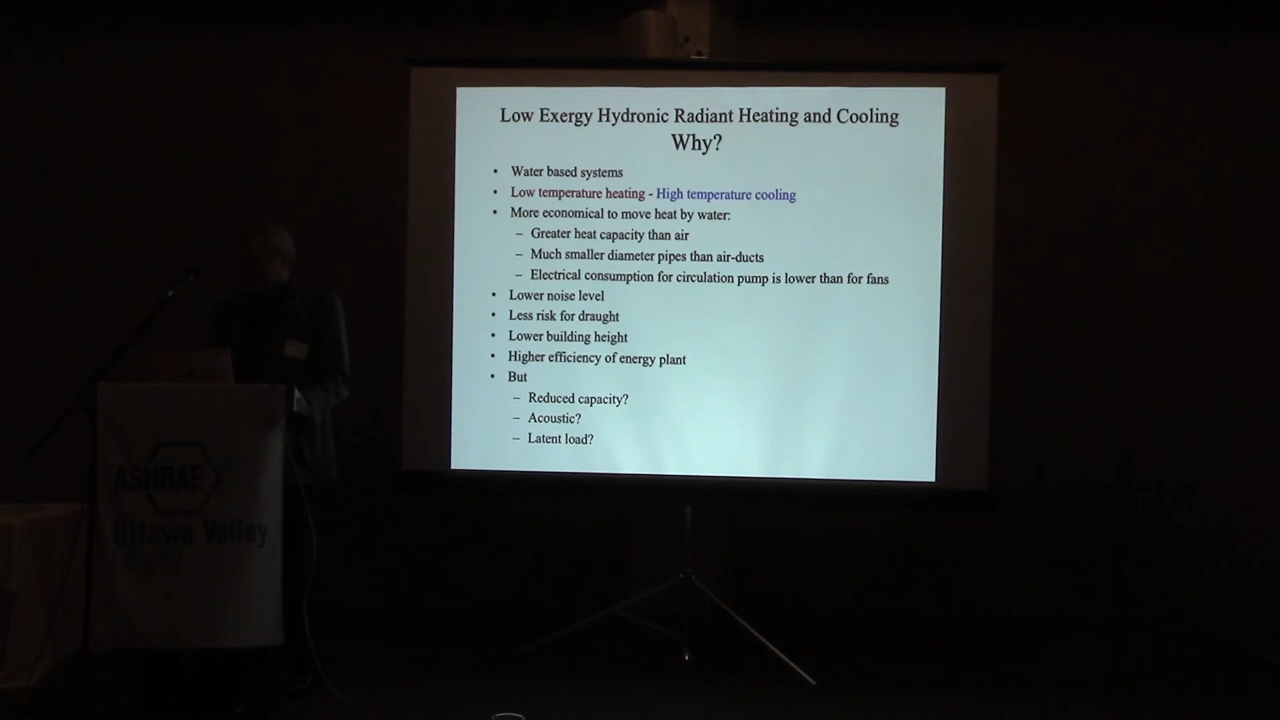 Low Exergy Hydronic Radiant Heating and Cooling
Why?
• Water based systems
• Low temperature heating - High temperature cooling
• More economical to move heat by water:
– Greater heat capacity than air
– Much smaller diameter pipes than air-ducts
– Electrical consumption for circulation pump is lower than for fans
• Lower noise level
• Less risk for draught
• Lower building height
• Higher efficiency of energy plant
• But
– Reduced capacity?
– Acoustic?
– Latent load?
ASHRAE
Ottawa Valley